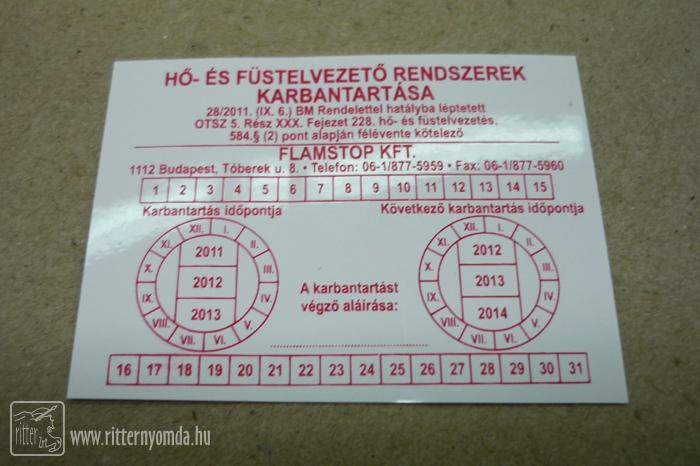 HŐ- ÉS FÜSTELVEZETŐ RENDSZEREK
KARBANTARTÁSA
28/2011. (IX. 6.) BM Rendelettel hatályba léptetett
OTSZ 5. Rész XXX. Fejezet 228. hő- és füstelvezetés,
584.§ (2) pont alapján félévente kötelező
FLAMSTOP KFT.
1112 Budapest, Tóberek u. 8. • Telefon: 06-1/877-5959 • Fax: 06-1/877-5960
1 2 3 4 5 6 7 8 9 10 11 12 13 14 15
Karbantartás időpontja
XII. I. II. III. IV. V. VI. VII. VIII. IX. X. XI.
2011
2012
2013
A karbantartást
végző aláírása:
Következő karbantartás időpontja
XII. I. II. III. IV. V. VI. VII. VIII. IX. X. XI.
2012
2013
2014
16 17 18 19 20 21 22 23 24 25 26 27 28 29 30 31
ritter
www.ritternyomda.hu